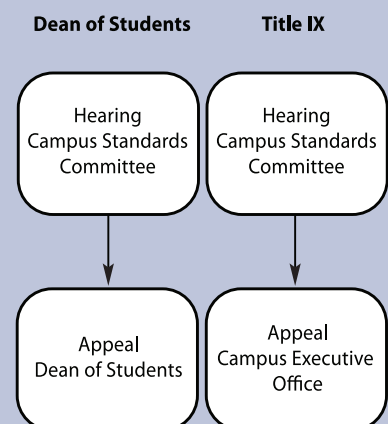 Dean of Students
Title IX
Hearing
Campus Standards
Committee
Hearing
Campus Standards
Committee
Appeal
Dean of Students
Appeal
Campus Executive
Office